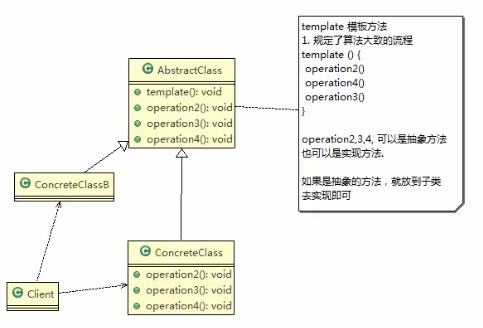 AbstractClass
template(): void
operation2(): void
operation3(): void
operation4(): void
template 模板方法
1. 规定了算法大致的流程
template () {
operation2()
operation4()
operation3()
}
operation2,3,4, 可以是抽象方法
也可以是实现方法.
如果是抽象的方法，就放到子类
去实现即可
ConcreteClassB
ConcreteClass
operation2(): void
operation3(): void
operation4(): void
Client